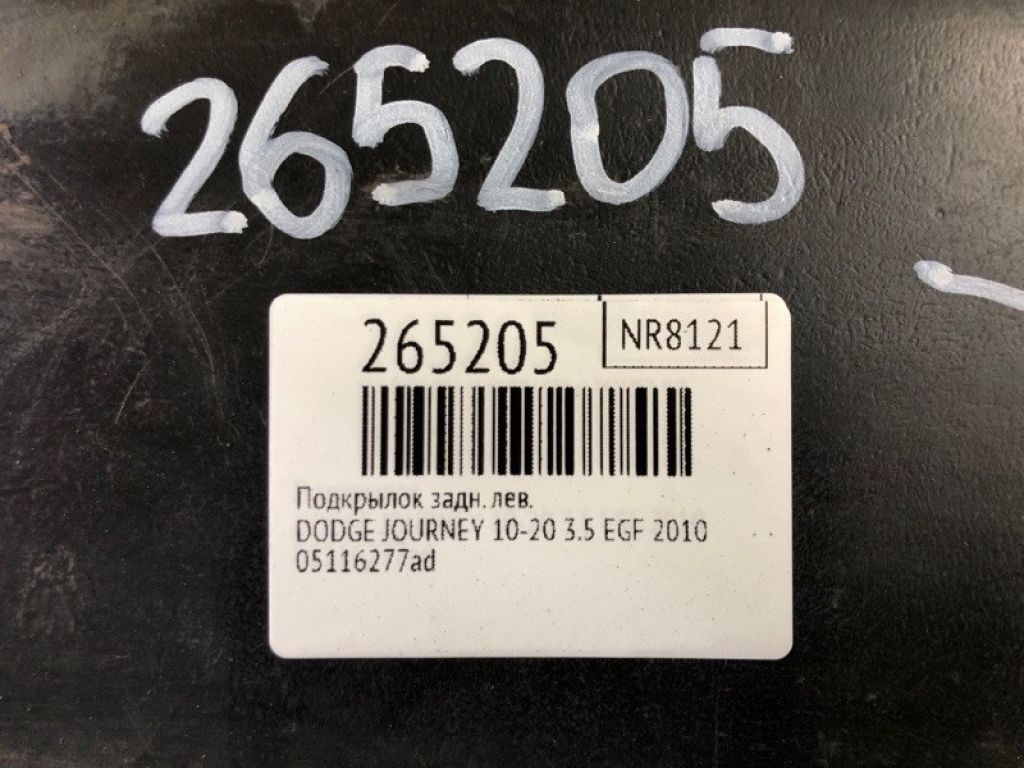 265205
265205
NR8121
Подкрылок задн. лев.
DODGE JOURNEY 10-20 3.5 EGF 2010
05116277ad